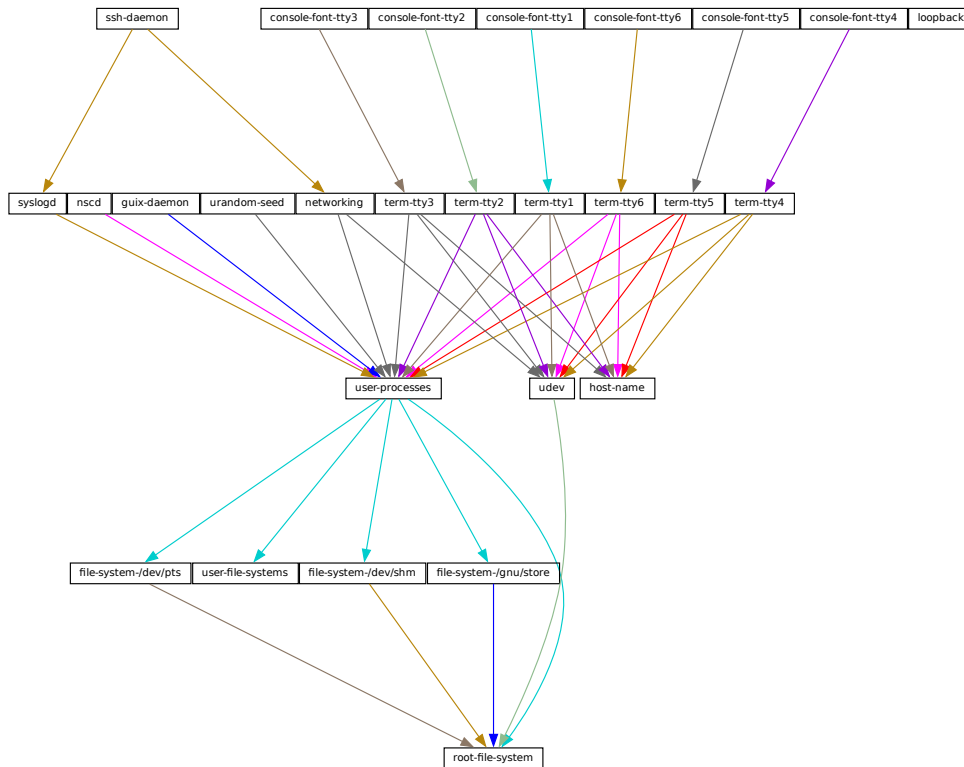 ssh-daemon
console-font-tty3
console-font-tty2
console-font-tty1
console-font-tty6
console-font-tty5
console-font-tty4
loopback
syslogd
nscd
guix-daemon
urandom-seed
networking
term-tty3
term-tty2
term-tty1
term-tty6
term-tty5
term-tty4
user-processes
udev
host-name
file-system-/dev/pts
user-file-systems
file-system-/dev/shm
file-system-/gnu/store
root-file-system